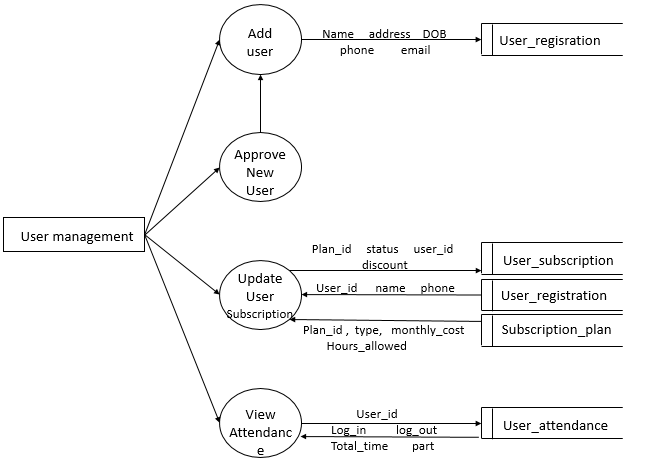 Add
user
Name address DOB
phone email
User_regisration
Approve
New
User
User management
Plan_id status user_id
discount
User_subscription
Update
User
Subscription
User_id name phone
User_registration
Plan_id , type, monthly_cost
Hours_allowed
Subscription_plan
View
Attendanc
e
User_id
Log_in log_out
Total_time part
User_attendance